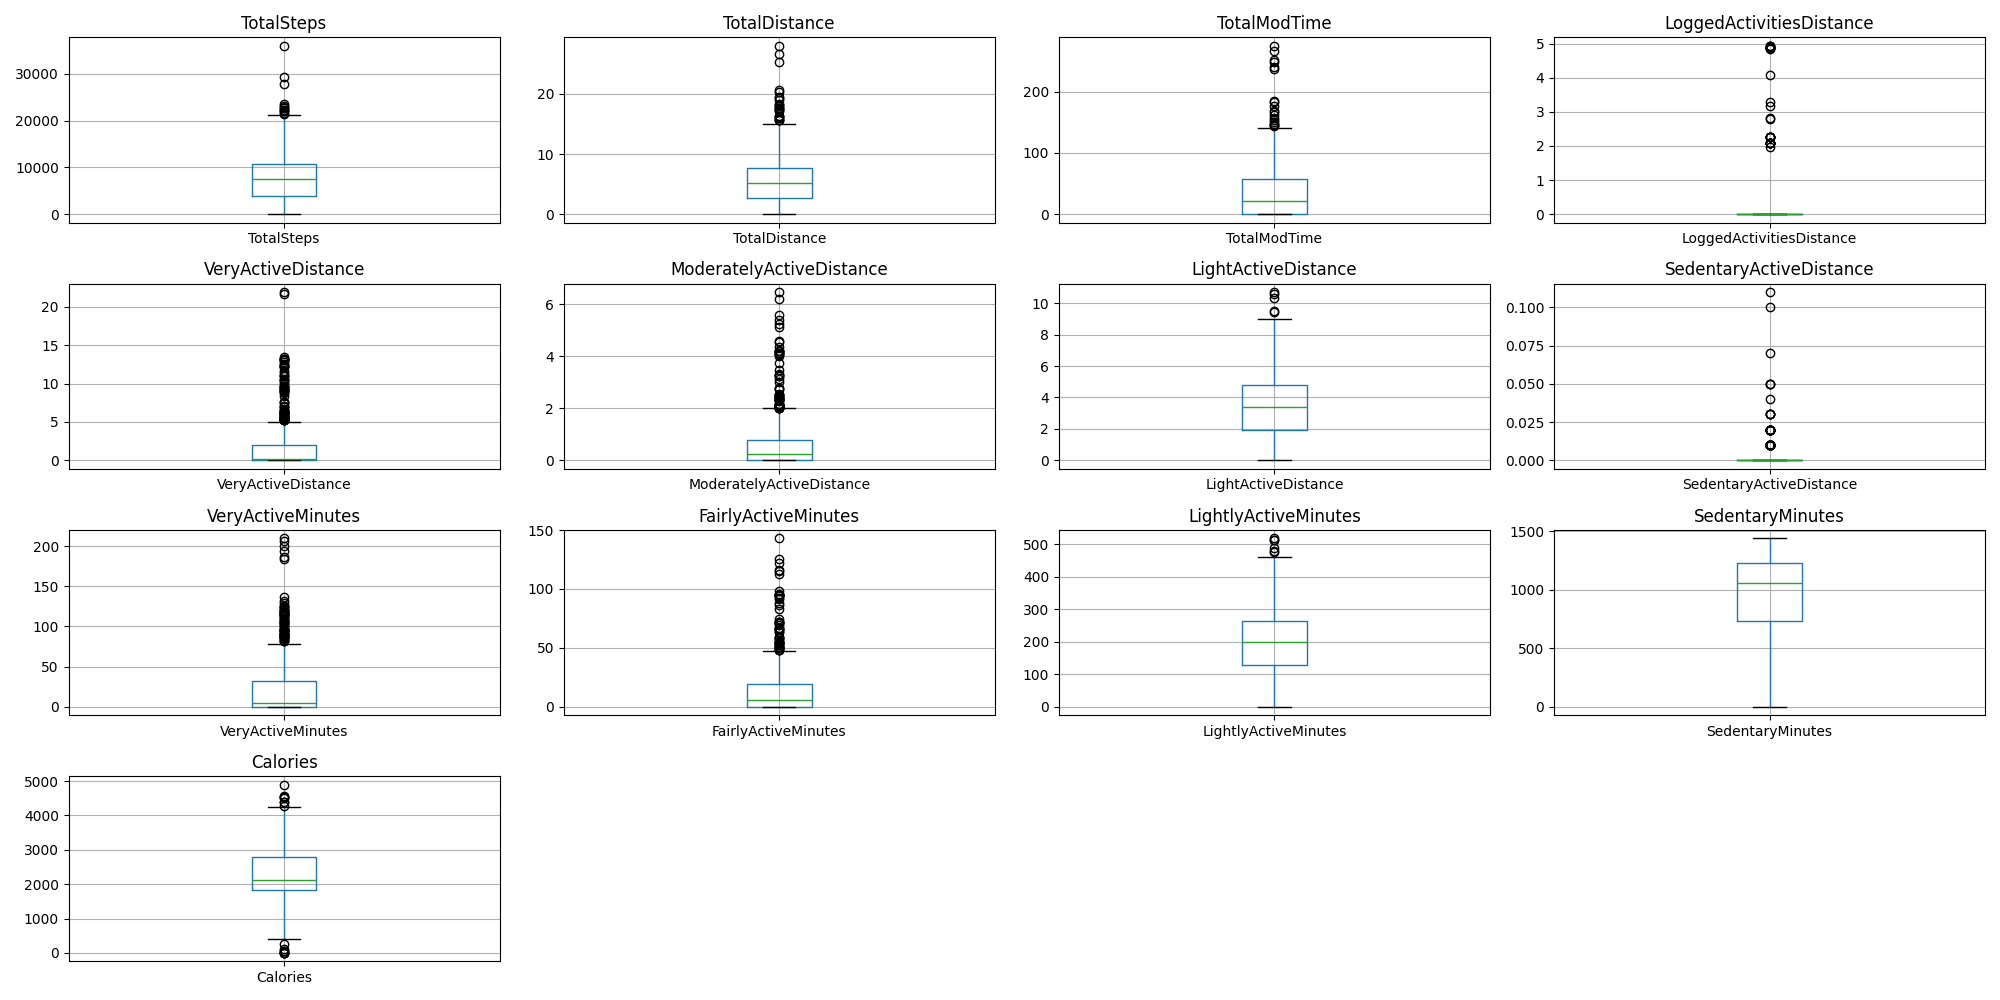 TotalSteps
30000
20000
10000
0
TotalSteps
TotalDistance
20
10
0
TotalDistance
TotalModTime
200
100
0
TotalModTime
LoggedActivitiesDistance
5
4
3
2
1
0
LoggedActivitiesDistance
VeryActiveDistance
20
15
10
5
0
VeryActiveDistance
ModeratelyActiveDistance
6
4
2
0
ModeratelyActiveDistance
LightActiveDistance
10
8
6
4
2
0
LightActiveDistance
SedentaryActiveDistance
0.100
0.075
0.050
0.025
0.000
SedentaryActiveDistance
VeryActiveMinutes
200
150
100
50
0
VeryActiveMinutes
FairlyActiveMinutes
150
100
50
0
FairlyActiveMinutes
LightlyActiveMinutes
500
400
300
200
100
0
LightlyActiveMinutes
SedentaryMinutes
1500
1000
500
0
SedentaryMinutes
Calories
5000
4000
3000
2000
1000
0
Calories